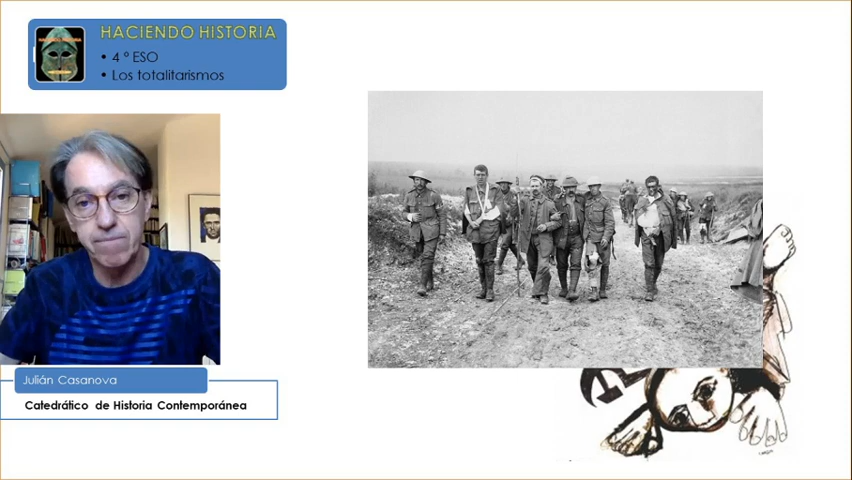 HACIENDO HISTORIA
• 4 º ESO
• Los totalitarismos
Julián Casanova
Catedrático de Historia Contemporánea